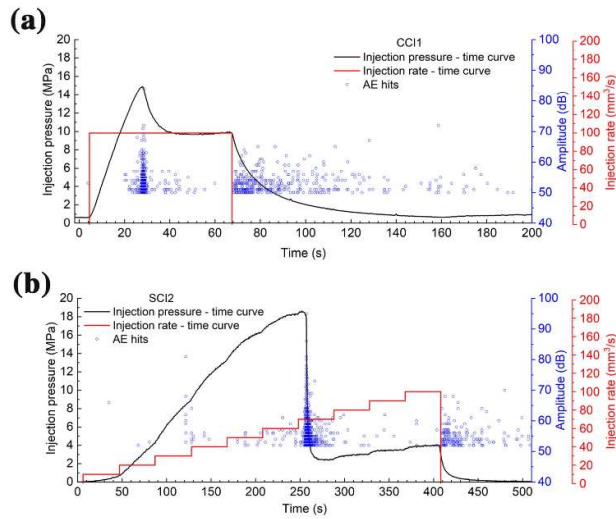 (a)
CCI1
Injection pressure - time curve
Injection rate - time curve
AE hits
Injection pressure (MPa)
20
18
16
14
12
10
8
6
4
2
0
0 20 40 60 80 100 120 140 160 180 200
Time (s)
100
90
80
70
60
50
40
Amplitude (dB)
200
180
160
140
120
100
80
60
40
20
0
Injection rate (mm³/s)
(b)
SCI2
Injection pressure - time curve
Injection rate - time curve
AE hits
Injection pressure (MPa)
20
18
16
14
12
10
8
6
4
2
0
0 50 100 150 200 250 300 350 400 450 500
Time (s)
100
90
80
70
60
50
40
Amplitude (dB)
200
180
160
140
120
100
80
60
40
20
0
Injection rate (mm³/s)